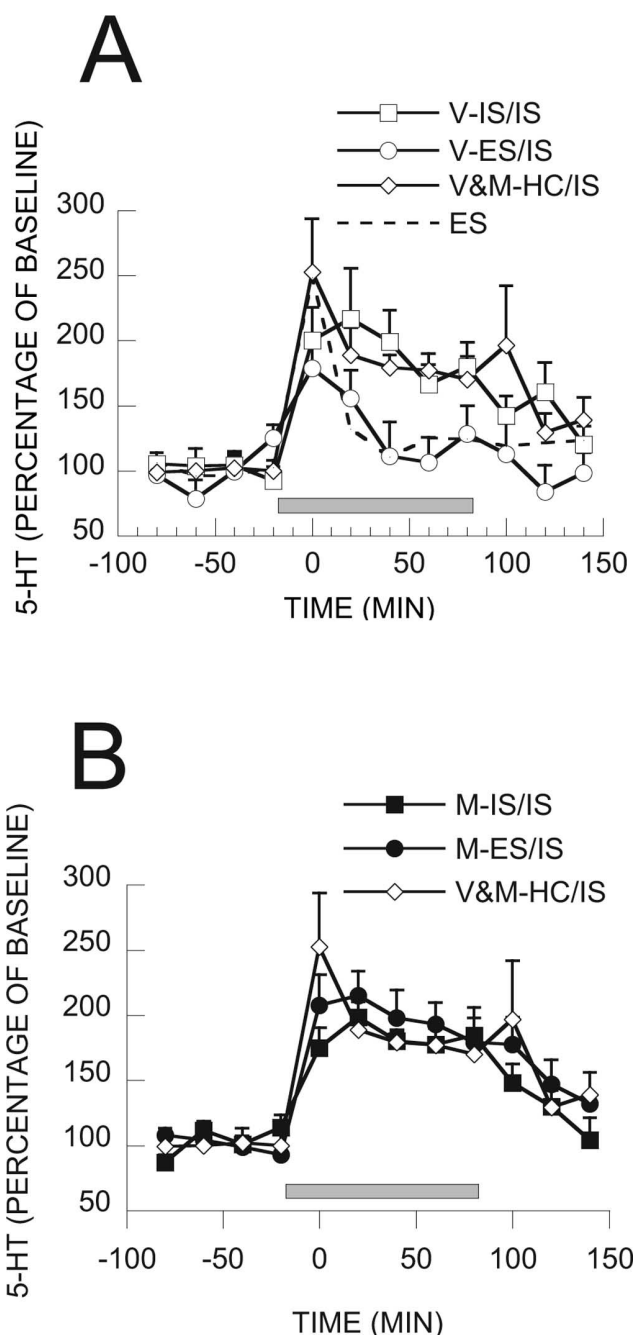 A
V-IS/IS
V-ES/IS
V&M-HC/IS
ES
5-HT (PERCENTAGE OF BASELINE)
300
250
200
150
100
50
-100 -50 0 50 100 150
TIME (MIN)
B
M-IS/IS
M-ES/IS
V&M-HC/IS
5-HT (PERCENTAGE OF BASELINE)
300
250
200
150
100
50
-100 -50 0 50 100 150
TIME (MIN)